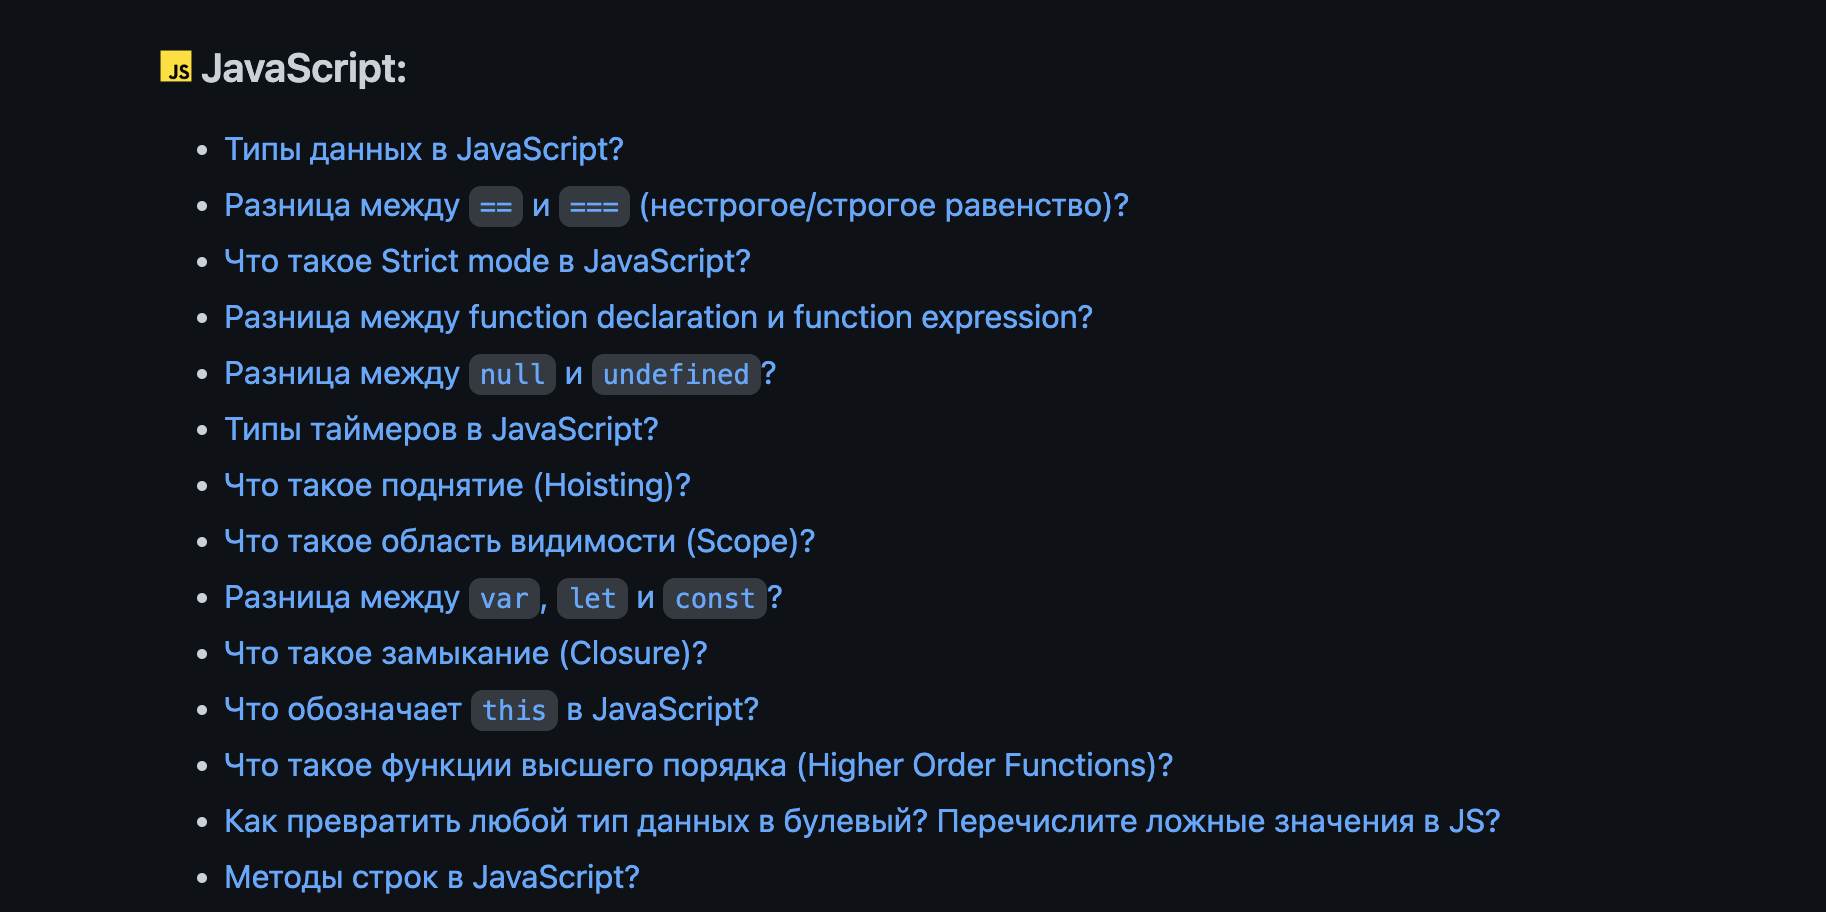 JS JavaScript:
Типы данных в JavaScript?
Разница между == и === (нестрогое/строгое равенство)?
Что такое Strict mode в JavaScript?
Разница между function declaration и function expression?
Разница между null и undefined?
Типы таймеров в JavaScript?
Что такое поднятие (Hoisting)?
Что такое область видимости (Scope)?
Разница между var, let и const?
Что такое замыкание (Closure)?
Что обозначает this в JavaScript?
Что такое функции высшего порядка (Higher Order Functions)?
Как превратить любой тип данных в булевый? Перечислите ложные значения в JS?
Методы строк в JavaScript?